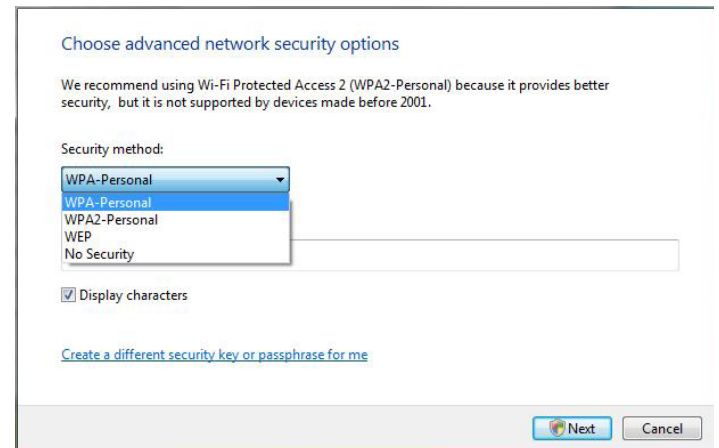 Choose advanced network security options
We recommend using Wi-Fi Protected Access 2 (WPA2-Personal) because it provides better
security, but it is not supported by devices made before 2001.
Security method:
WPA-Personal
WPA-Personal
WPA2-Personal
WEP
No Security
Display characters
Create a different security key or passphrase for me
Next Cancel